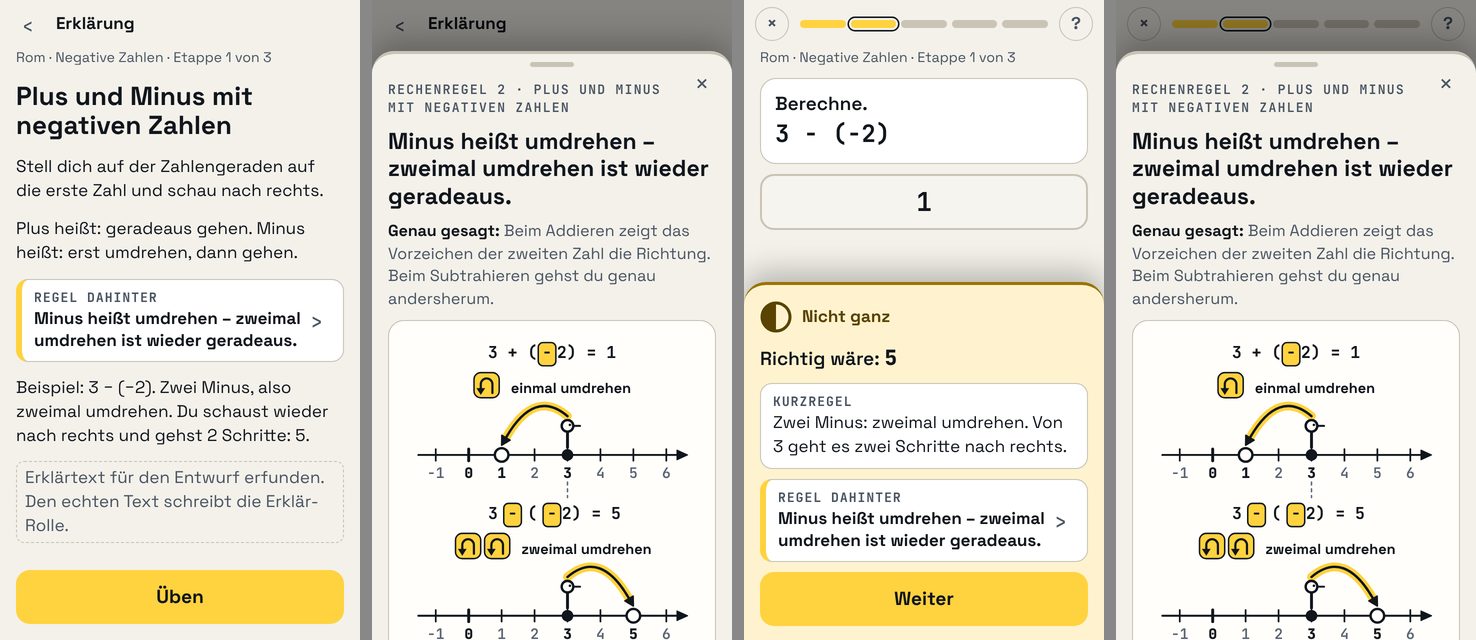 < Erklärung
Rom · Negative Zahlen · Etappe 1 von 3
Plus und Minus mit
negativen Zahlen
Stell dich auf der Zahlengeraden auf
die erste Zahl und schau nach rechts.
Plus heißt: geradeaus gehen. Minus
heißt: erst umdrehen, dann gehen.
REGEL DAHINTER
Minus heißt umdrehen – zweimal
umdrehen ist wieder geradeaus. >
Beispiel: 3 − (−2). Zwei Minus, also
zweimal umdrehen. Du schaust wieder
nach rechts und gehst 2 Schritte: 5.
Erklärtext für den Entwurf erfunden.
Den echten Text schreibt die Erklär-
Rolle.
Üben
< Erklärung
RECHENREGEL 2 · PLUS UND MINUS
MIT NEGATIVEN ZAHLEN
×
Minus heißt umdrehen –
zweimal umdrehen ist wieder
geradeaus.
Genau gesagt: Beim Addieren zeigt das
Vorzeichen der zweiten Zahl die Richtung.
Beim Subtrahieren gehst du genau
andersherum.
3 + (-2) = 1
einmal umdrehen
-1 0 1 2 3 4 5 6
3 - (-2) = 5
zweimal umdrehen
-1 0 1 2 3 4 5 6
× ?
Rom · Negative Zahlen · Etappe 1 von 3
Berechne.
3 - (-2)
1
Nicht ganz
Richtig wäre: 5
KURZREGEL
Zwei Minus: zweimal umdrehen. Von
3 geht es zwei Schritte nach rechts.
REGEL DAHINTER
Minus heißt umdrehen – zweimal
umdrehen ist wieder geradeaus. >
Weiter
× ?
RECHENREGEL 2 · PLUS UND MINUS
MIT NEGATIVEN ZAHLEN
×
Minus heißt umdrehen –
zweimal umdrehen ist wieder
geradeaus.
Genau gesagt: Beim Addieren zeigt das
Vorzeichen der zweiten Zahl die Richtung.
Beim Subtrahieren gehst du genau
andersherum.
3 + (-2) = 1
einmal umdrehen
-1 0 1 2 3 4 5 6
3 - (-2) = 5
zweimal umdrehen
-1 0 1 2 3 4 5 6